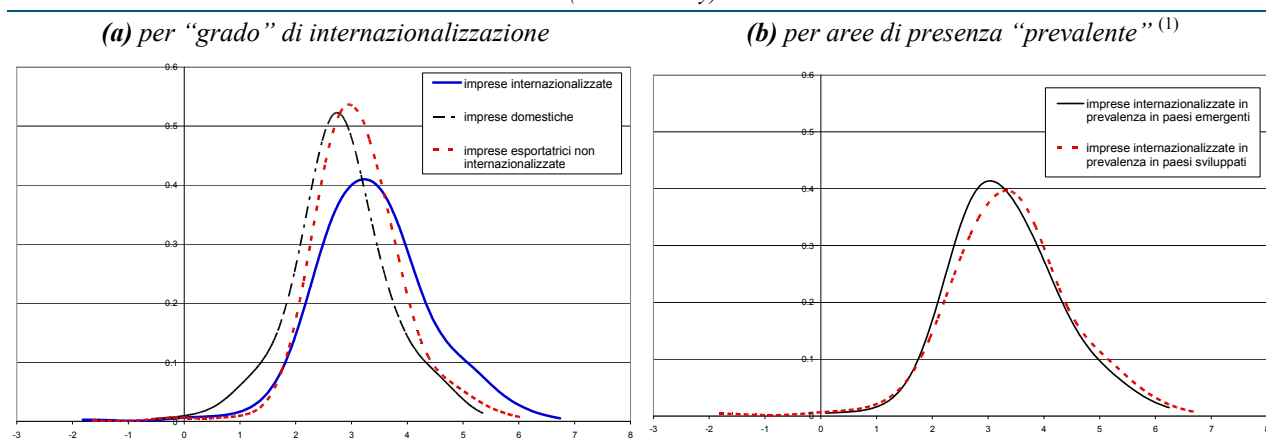 (a) per “grado” di internazionalizzazione
(b) per aree di presenza “prevalente” (1)
0.6
0.5
0.4
0.3
0.2
0.1
0
-3 -2 -1 0 1 2 3 4 5 6 7 8
imprese internazionalizzate
imprese domestiche
imprese esportatrici non
internazionalizzate
0.6
0.5
0.4
0.3
0.2
0.1
0
-3 -2 -1 0 1 2 3 4 5 6 7 8
imprese internazionalizzate in
prevalenza in paesi emergenti
imprese internazionalizzate in
prevalenza in paesi sviluppati